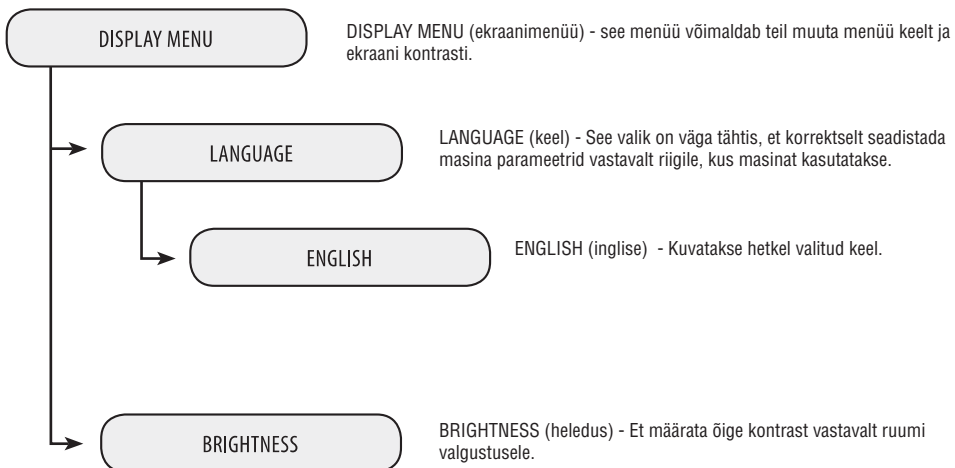 DISPLAY MENU
DISPLAY MENU (ekraanimenüü) - see menüü võimaldab teil muuta menüü keelt ja
ekraani kontrasti.
LANGUAGE
LANGUAGE (keel) - See valik on väga tähtis, et korrektselt seadistada
masina parameetrid vastavalt riigile, kus masinat kasutatakse.
ENGLISH
ENGLISH (inglise) - Kuvatakse hetkel valitud keel.
BRIGHTNESS
BRIGHTNESS (heledus) - Et määrata õige kontrast vastavalt ruumi
valgustusele.